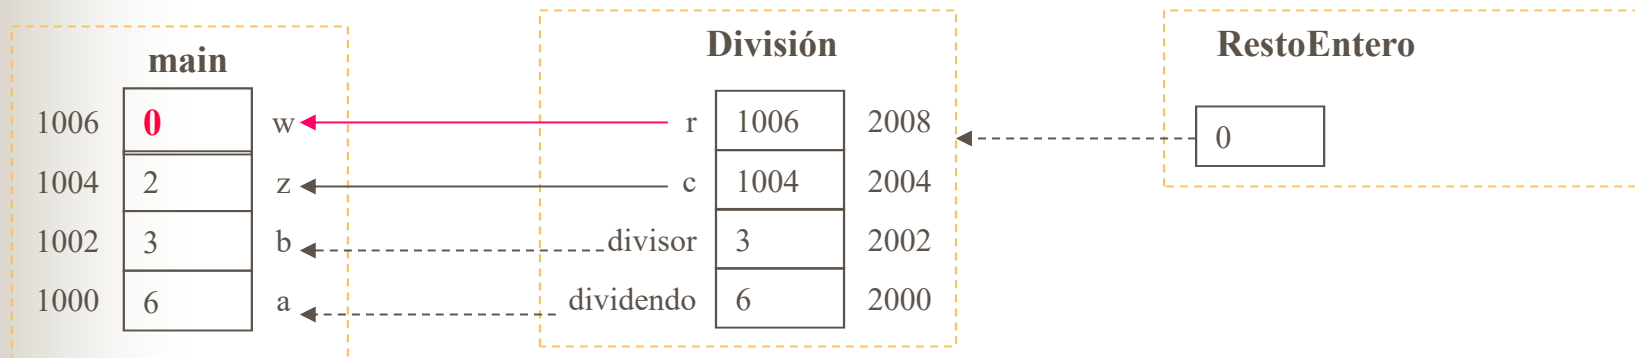 main
División
RestoEntero
1006 0 w r 1006 2008 0
1004 2 z c 1004 2004
1002 3 b divisor 3 2002
1000 6 a dividendo 6 2000